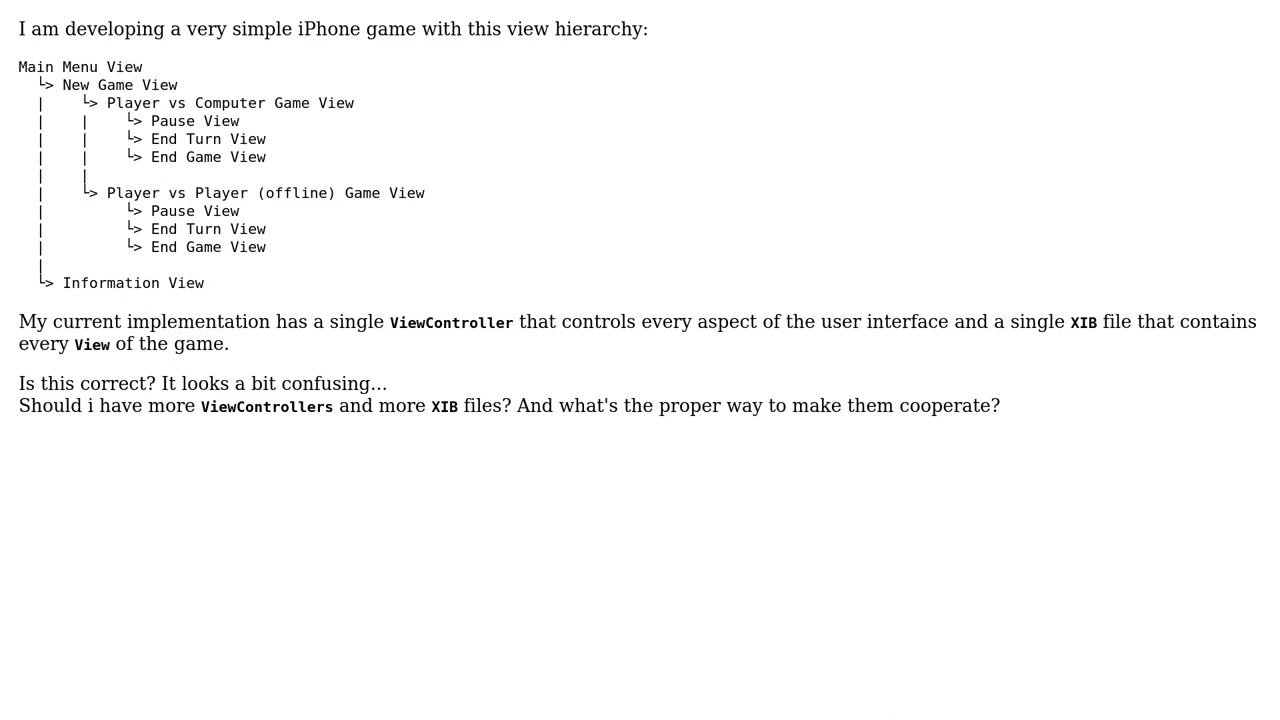 I am developing a very simple iPhone game with this view hierarchy:
Main Menu View
  └> New Game View
  |    └> Player vs Computer Game View
  |    |    └> Pause View
  |    |    └> End Turn View
  |    |    └> End Game View
  |    |
  |    └> Player vs Player (offline) Game View
  |         └> Pause View
  |         └> End Turn View
  |         └> End Game View
  |
  └> Information View
My current implementation has a single ViewController that controls every aspect of the user interface and a single XIB file that contains
every View of the game.
Is this correct? It looks a bit confusing...
Should i have more ViewControllers and more XIB files? And what's the proper way to make them cooperate?